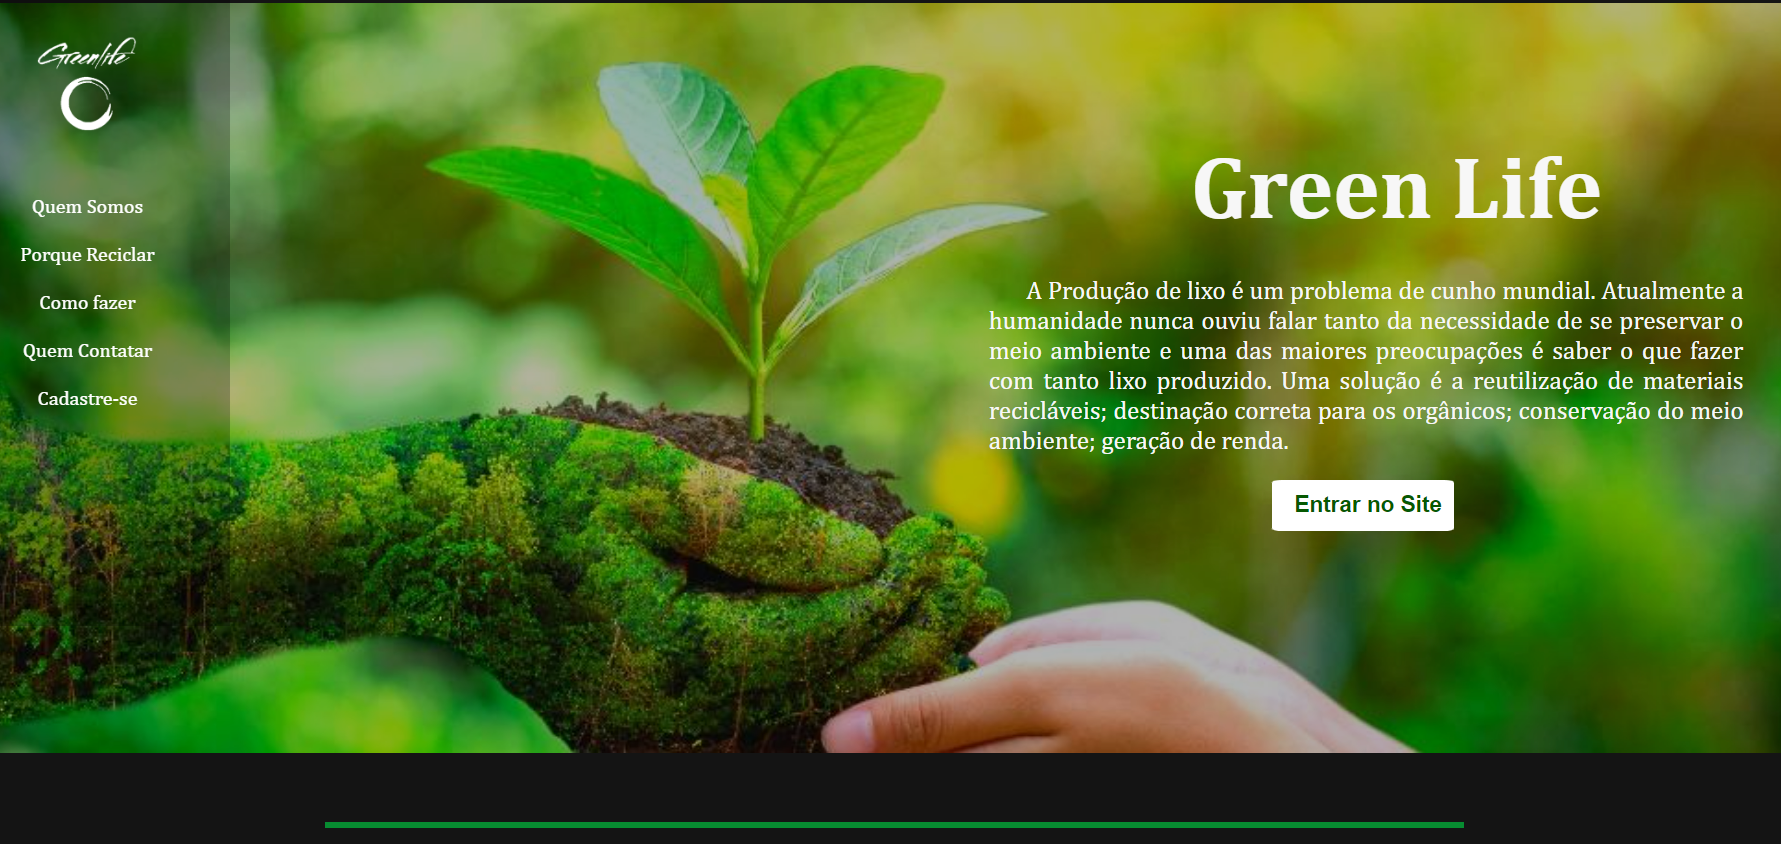 Greenlife
Quem Somos
Porque Reciclar
Como fazer
Quem Contatar
Cadastre-se
Green Life
A Produção de lixo é um problema de cunho mundial. Atualmente a
humanidade nunca ouviu falar tanto da necessidade de se preservar o
meio ambiente e uma das maiores preocupações é saber o que fazer
com tanto lixo produzido. Uma solução é a reutilização de materiais
recicláveis; destinação correta para os orgânicos; conservação do meio
ambiente; geração de renda.
Entrar no Site